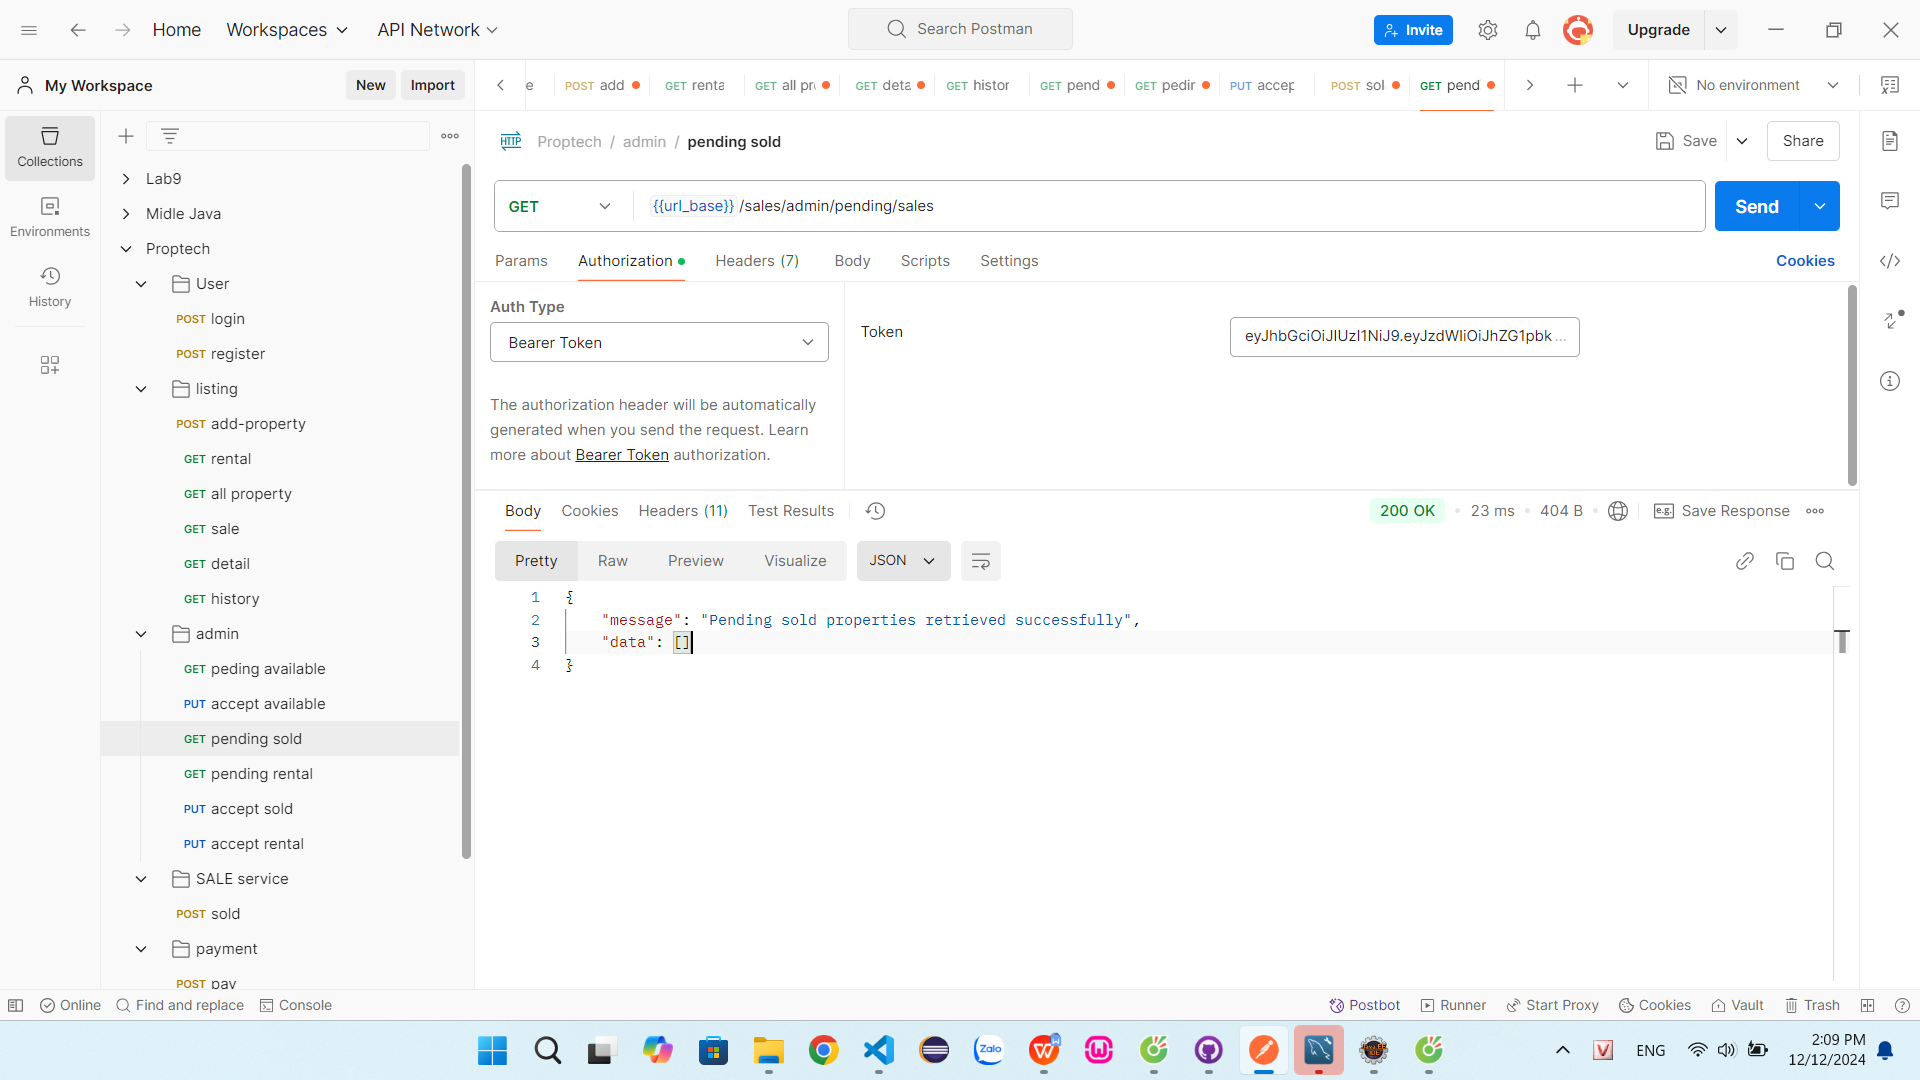 Home
Workspaces
API Network
Search Postman
Invite
Upgrade
My Workspace
New
Import
e
POST add
GET renta
GET all pr
GET deta
GET histor
GET pend
GET pedir
PUT accep
POST sol
GET pend
No environment
Collections
Environments
History
Lab9
Midle Java
Proptech
User
POST login
POST register
listing
POST add-property
GET rental
GET all property
GET sale
GET detail
GET history
admin
GET peding available
PUT accept available
GET pending sold
GET pending rental
PUT accept sold
PUT accept rental
SALE service
POST sold
payment
POST pay
HTTP
Proptech / admin / pending sold
Save
Share
GET
{{url_base}} /sales/admin/pending/sales
Send
Params
Authorization
Headers (7)
Body
Scripts
Settings
Cookies
Auth Type
Bearer Token
The authorization header will be automatically
generated when you send the request. Learn
more about Bearer Token authorization.
Token
eyJhbGciOiJIUzI1NiJ9.eyJzdWIiOiJhZG1pbk ...
Body
Cookies
Headers (11)
Test Results
200 OK
23 ms
404 B
e.g.
Save Response
Pretty
Raw
Preview
Visualize
JSON
1 {
2 "message": "Pending sold properties retrieved successfully",
3 "data": []
4 }
Online
Find and replace
Console
Postbot
Runner
Start Proxy
Cookies
Vault
Trash
Zalo
ENG
2:09 PM
12/12/2024